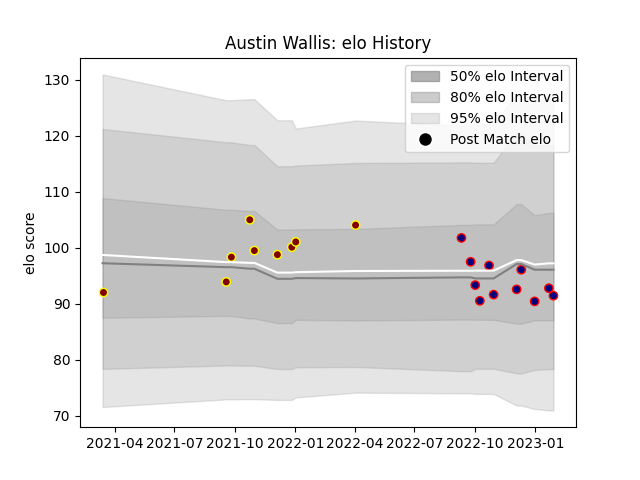 Austin Wallis: elo History
50% elo Interval
80% elo Interval
95% elo Interval
Post Match elo
elo score
130
120
110
100
90
80
70
2021-04 2021-07 2021-10 2022-01 2022-04 2022-07 2022-10 2023-01